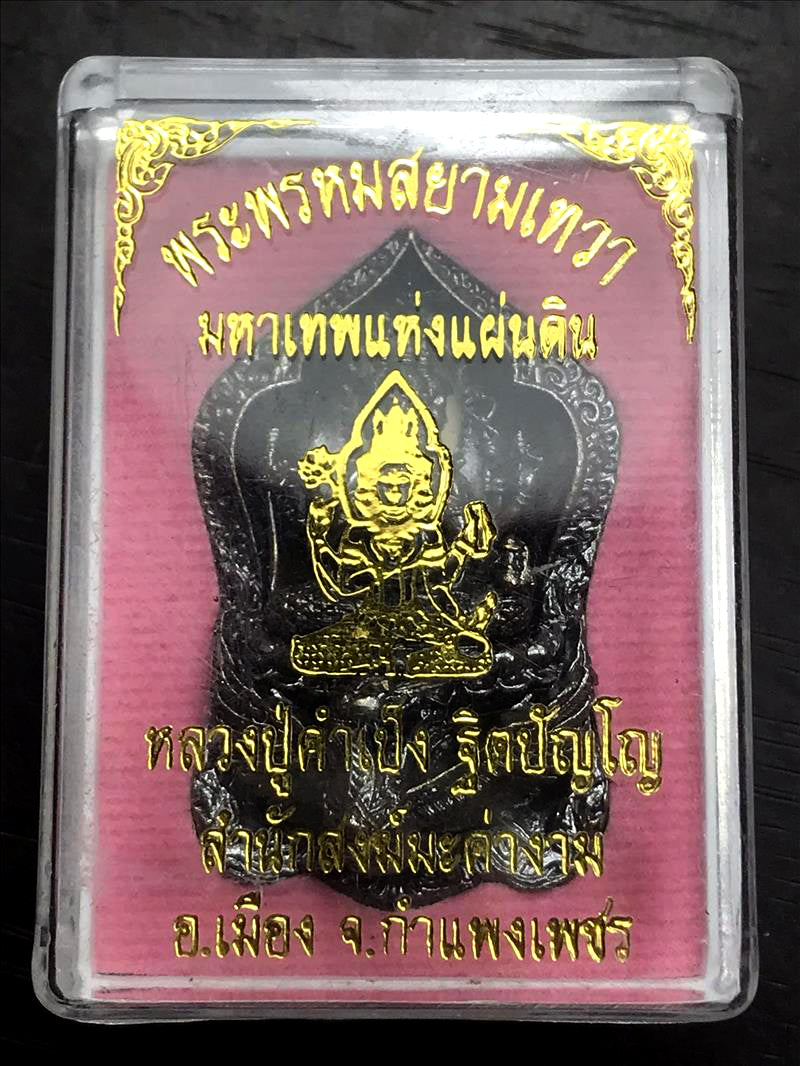 พระพรหมสยามเทวา
มหาเทพแห่งแผ่นดิน
หลวงปู่คำเป็ง ฐิตปัญโญ
สำนักสงฆ์มะค่างาม
อ.เมือง จ.กำแพงเพชร